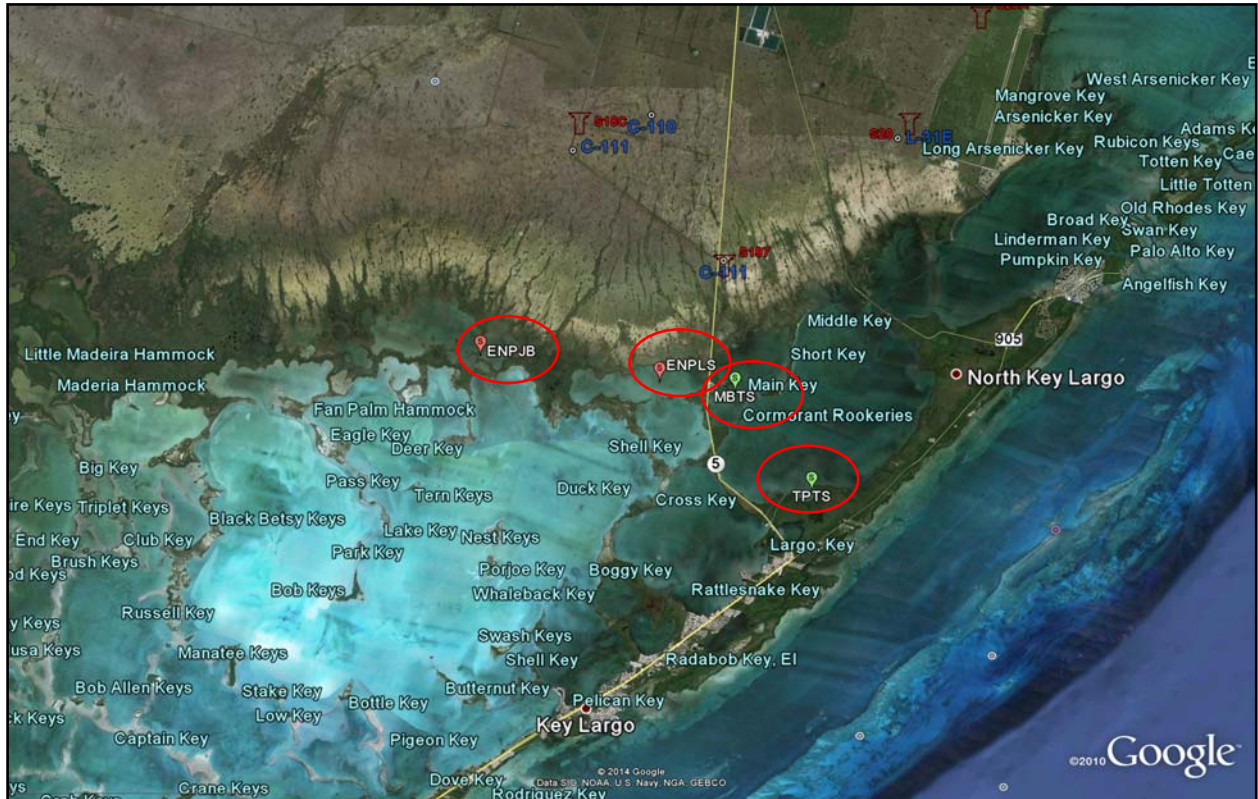 West Arsenicker Key
Mangrove Key
Arsenicker Key
Adams
S18C
C-110
C-111
S20
L-31E
Long Arsenicker Key
Rubicon Keys
Totten Key
Little Totten
Old Rhodes Key
Broad Key
Swan Key
Linderman Key
Palo Alto Key
Pumpkin Key
S197
C-111
Angelfish Key
Middle Key
905
Little Madeira Hammock
ENPJB
Short Key
ENPLS
Maderia Hammock
Main Key
North Key Largo
MBTS
Fan Palm Hammock
Cormorant Rookeries
Eagle Key
Deer Key
Shell Key
Big Key
5
Pass Key
Tern Keys
Duck Key
Cross Key
TPTS
ire Keys
Triplet Keys
Black Betsy Keys
Lake Key
Nest Keys
End Key
Club Key
Park Key
Largo, Key
Brush Keys
Porjoe Key
Boggy Key
Bob Keys
Whaleback Key
Rattlesnake Key
Russell Key
Swash Keys
Manatee Keys
Shell Key
Radabob Key, El
Bob Allen Keys
Stake Key
Butternut Key
Bottle Key
Pelican Key
Low Key
Key Largo
Captain Key
Pigeon Key
©2010 Google
Dove Key
© 2014 Google
Data SIO, NOAA, U.S. Navy, NGA, GEBCO
Crane Keys
Rodriguez Key